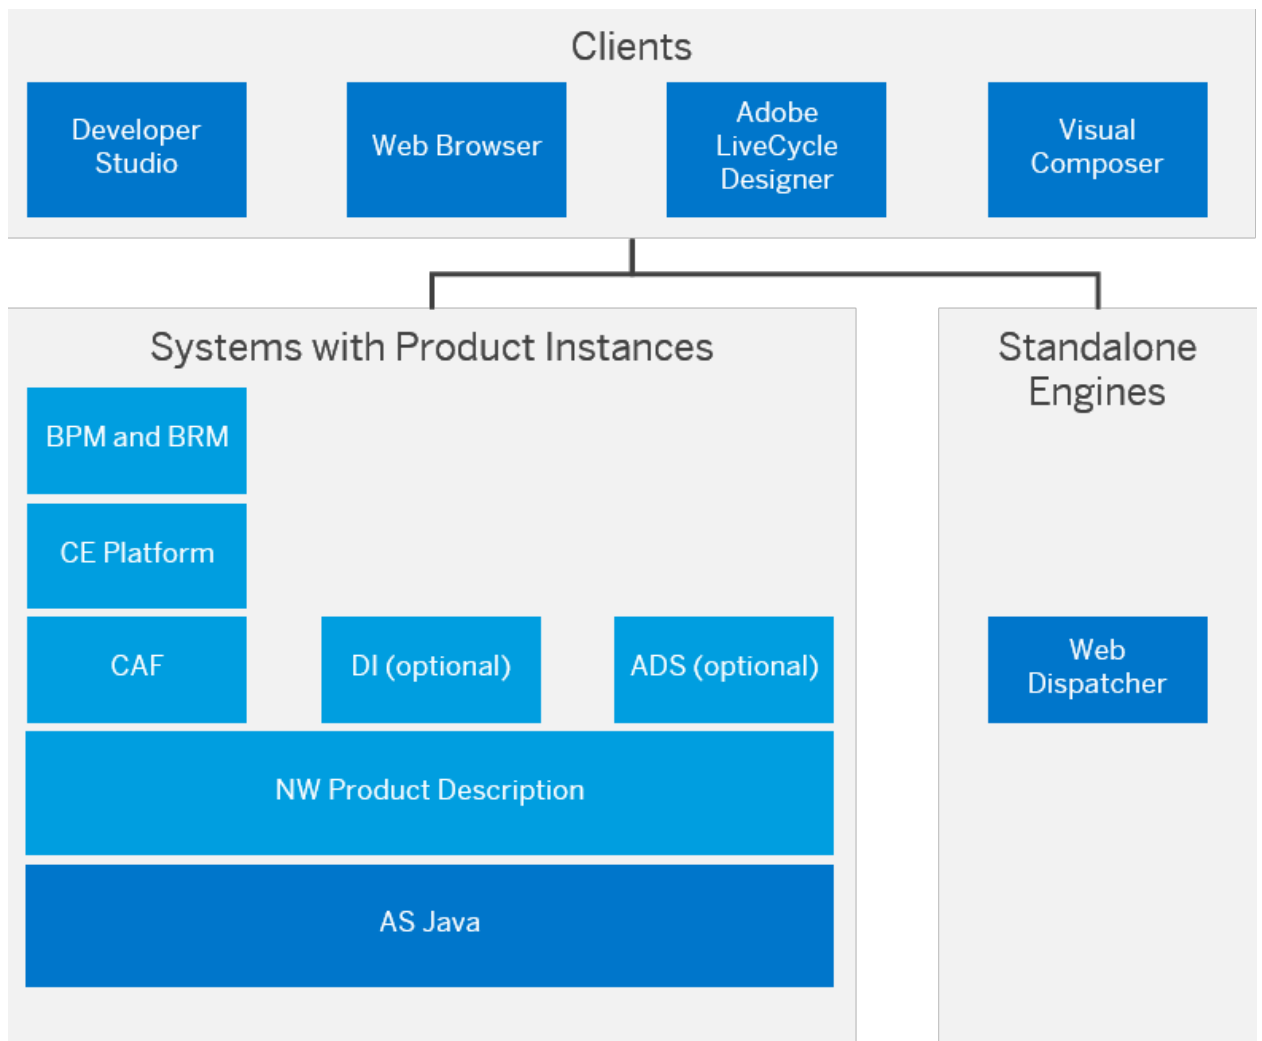 Clients
Developer
Studio
Web Browser
Adobe
LiveCycle
Designer
Visual
Composer
Systems with Product Instances
BPM and BRM
CE Platform
CAF
DI (optional)
ADS (optional)
NW Product Description
AS Java
Standalone
Engines
Web
Dispatcher